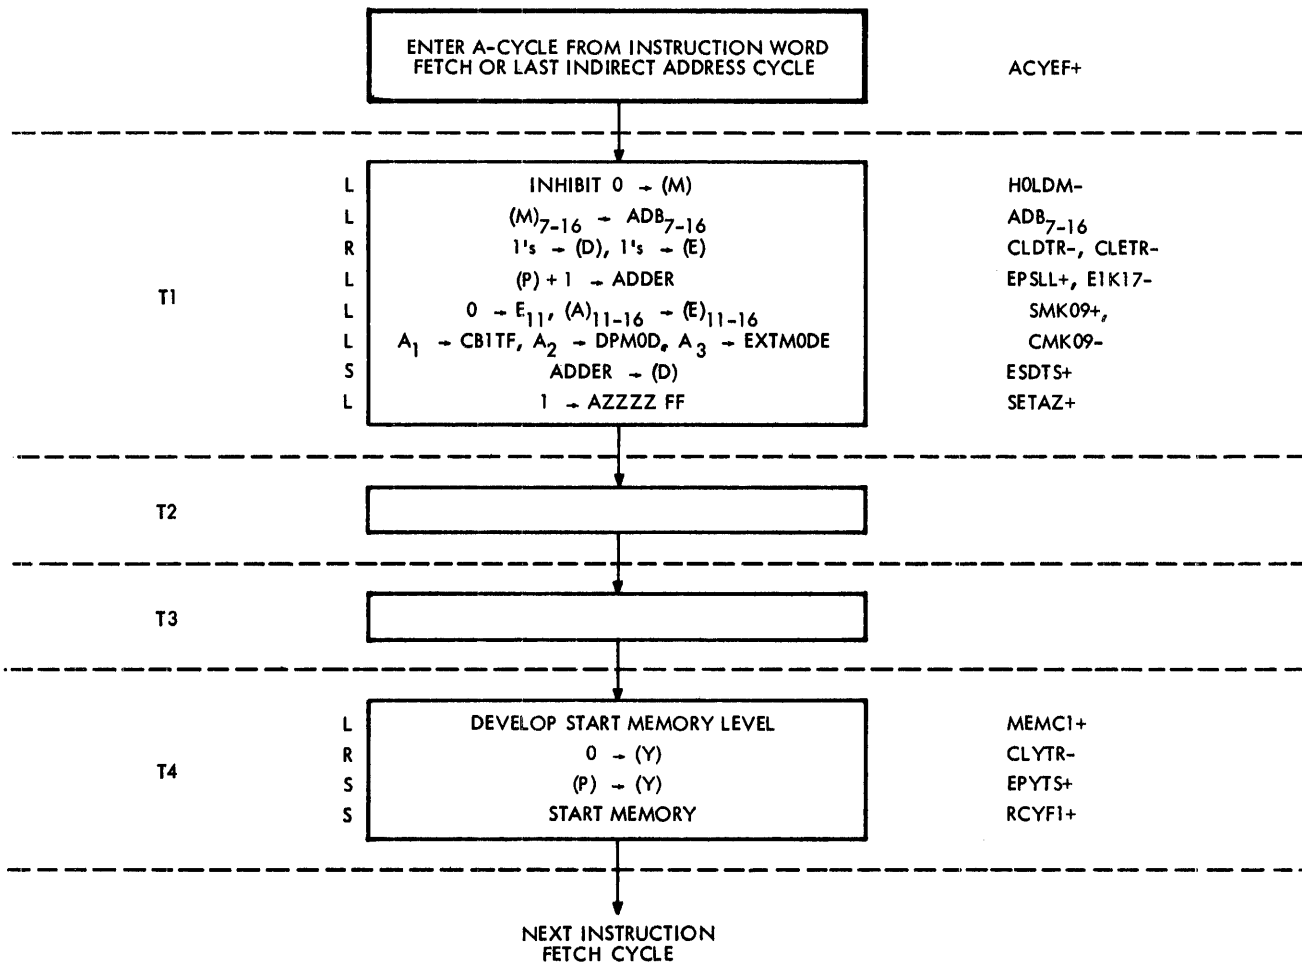 ENTER A-CYCLE FROM INSTRUCTION WORD
FETCH OR LAST INDIRECT ADDRESS CYCLE
ACYEF+
T1
L INHIBIT 0 → (M) H0LDM-
L (M)7-16 → ADB7-16 ADB7-16
R 1's → (D), 1's → (E) CLDTR-, CLETR-
L (P) + 1 → ADDER EPSLL+, E1K17-
L 0 → E11, (A)11-16 → (E)11-16 SMK09+,
L A1 → CB1TF, A2 → DPM0D, A3 → EXTM0DE CMK09-
S ADDER → (D) ESDTS+
L 1 → AZZZZ FF SETAZ+
T2
T3
T4
L DEVELOP START MEMORY LEVEL MEMC1+
R 0 → (Y) CLYTR-
S (P) → (Y) EPYTS+
S START MEMORY RCYF1+
NEXT INSTRUCTION
FETCH CYCLE